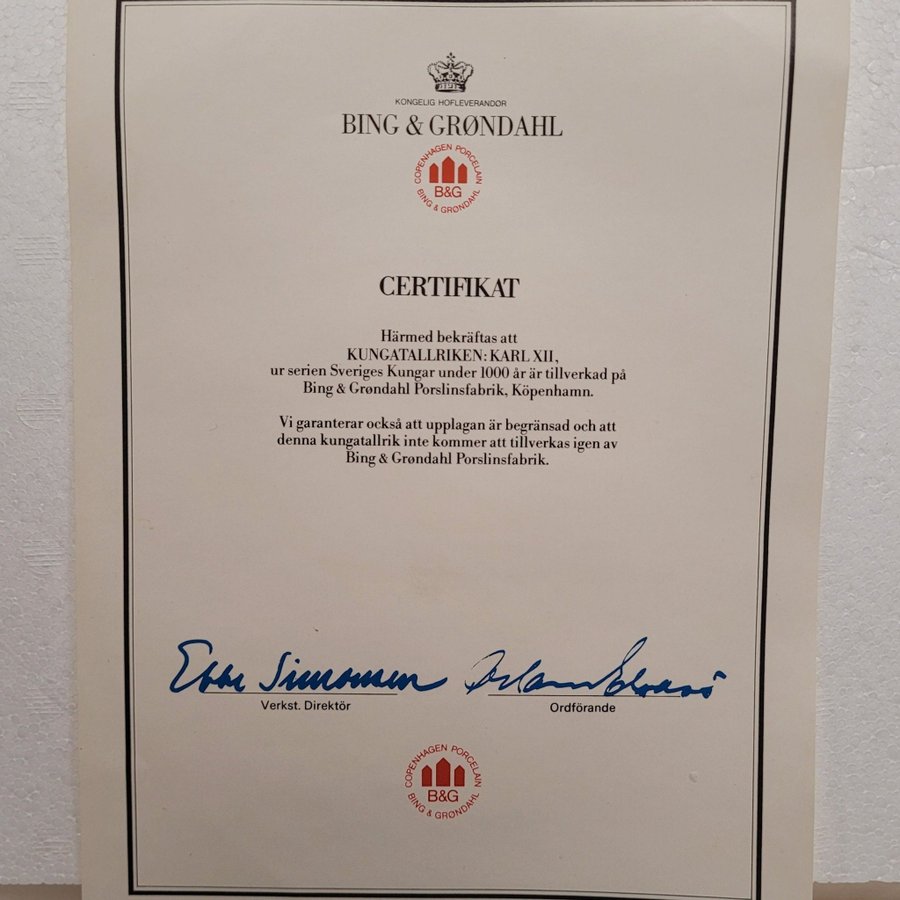 KONGELIG HOFLEVERANDØR
BING & GRØNDAHL
COPENHAGEN PORCELAIN
B&G
BING & GRØNDAHL
CERTIFIKAT
Härmed bekräftas att
KUNGATALLRIKEN: KARL XII,
ur serien Sveriges Kungar under 1000 år är tillverkad på
Bing & Grøndahl Porslinsfabrik, Köpenhamn.
Vi garanterar också att upplagan är begränsad och att
denna kungatallrik inte kommer att tillverkas igen av
Bing & Grøndahl Porslinsfabrik.
Ebbe Simonsen
Verkst. Direktör
Ordförande
COPENHAGEN PORCELAIN
B&G
BING & GRØNDAHL